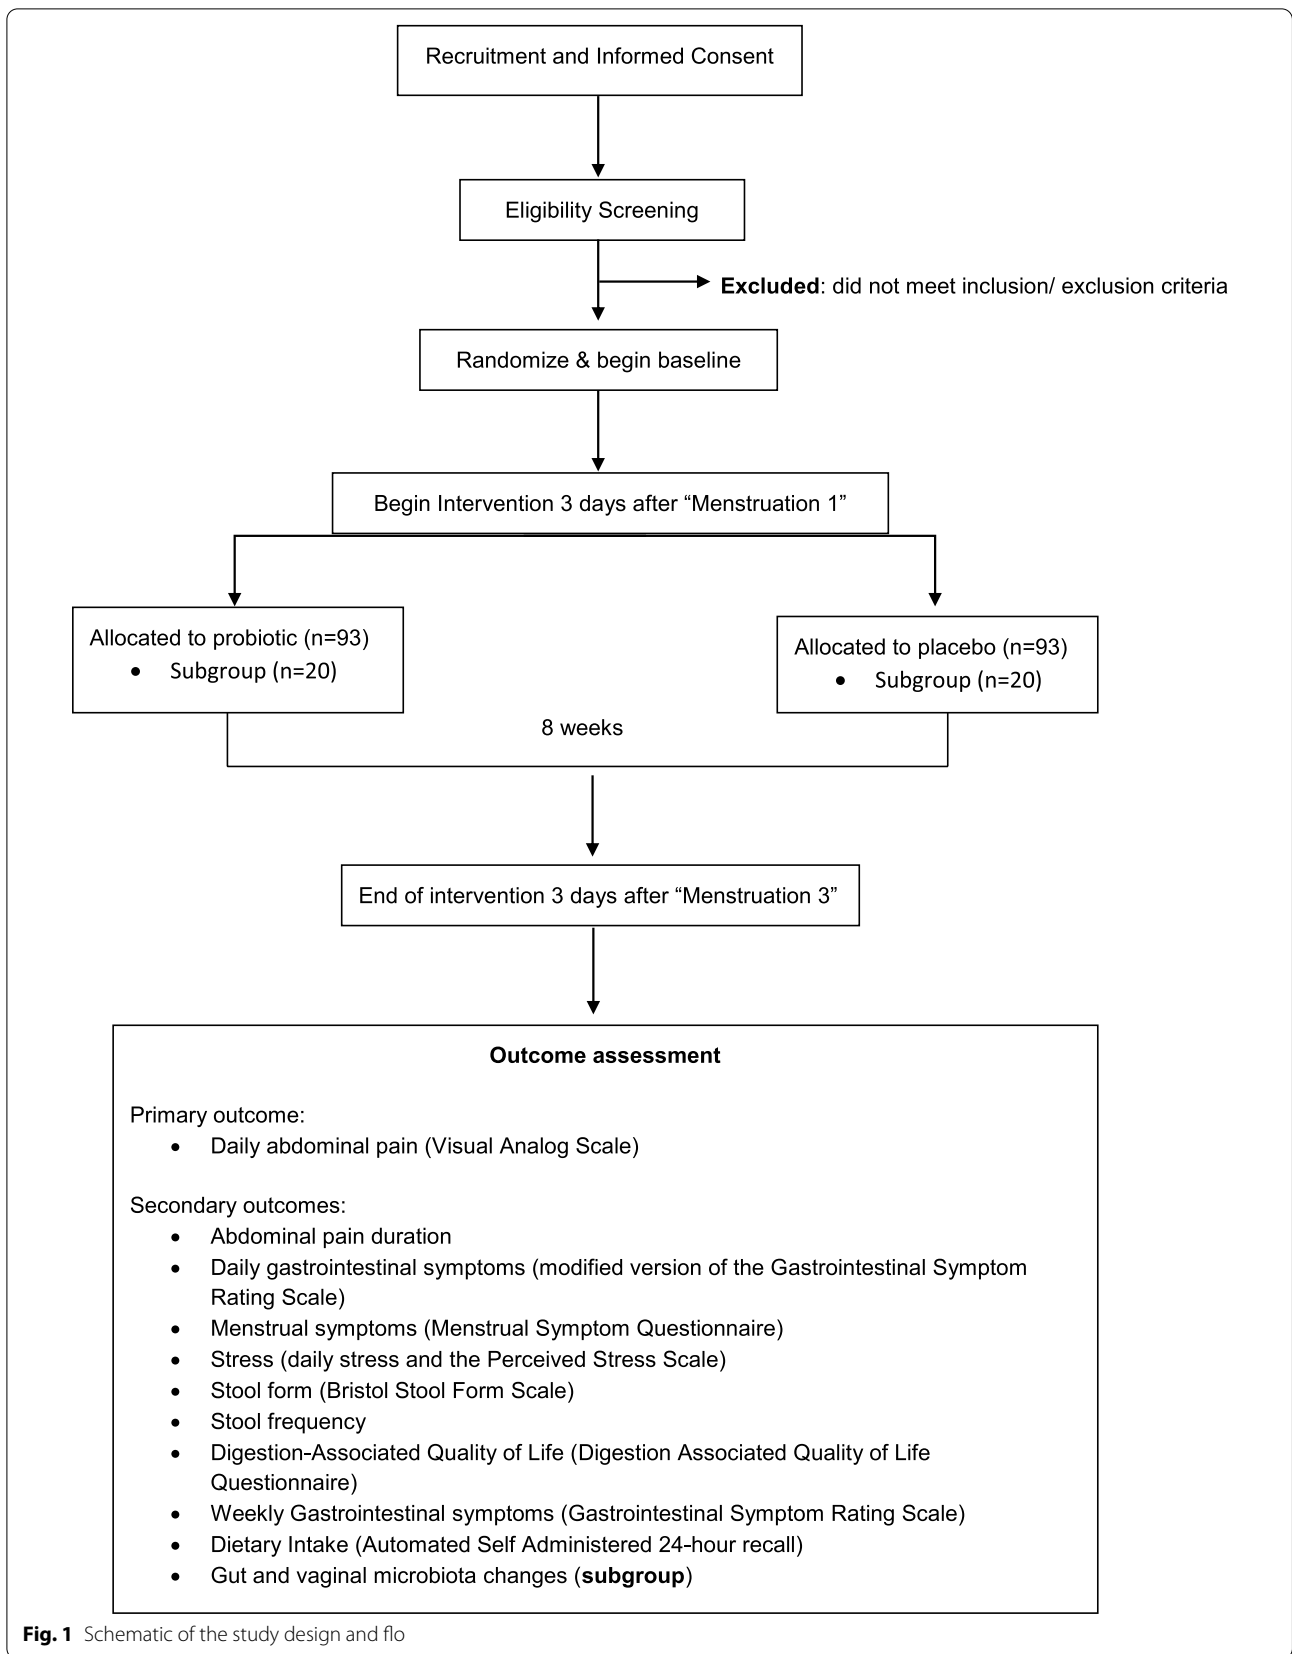 Recruitment and Informed Consent
Eligibility Screening
Excluded: did not meet inclusion/ exclusion criteria
Randomize & begin baseline
Begin Intervention 3 days after “Menstruation 1”
Allocated to probiotic (n=93)
• Subgroup (n=20)
Allocated to placebo (n=93)
• Subgroup (n=20)
8 weeks
End of intervention 3 days after “Menstruation 3”
Outcome assessment
Primary outcome:
• Daily abdominal pain (Visual Analog Scale)
Secondary outcomes:
• Abdominal pain duration
• Daily gastrointestinal symptoms (modified version of the Gastrointestinal Symptom
Rating Scale)
• Menstrual symptoms (Menstrual Symptom Questionnaire)
• Stress (daily stress and the Perceived Stress Scale)
• Stool form (Bristol Stool Form Scale)
• Stool frequency
• Digestion-Associated Quality of Life (Digestion Associated Quality of Life
Questionnaire)
• Weekly Gastrointestinal symptoms (Gastrointestinal Symptom Rating Scale)
• Dietary Intake (Automated Self Administered 24-hour recall)
• Gut and vaginal microbiota changes (subgroup)
Fig. 1 Schematic of the study design and flo